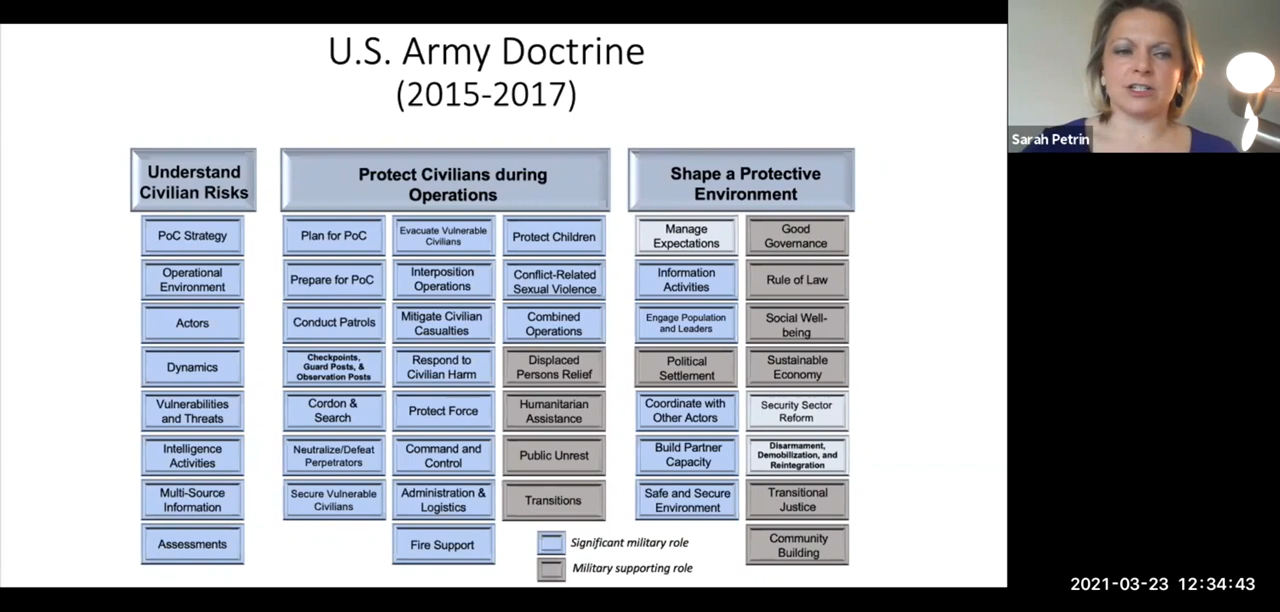 U.S. Army Doctrine
(2015-2017)
Sarah Petrin
Understand
Civilian Risks
PoC Strategy
Operational
Environment
Actors
Dynamics
Vulnerabilities
and Threats
Intelligence
Activities
Multi-Source
Information
Assessments
Protect Civilians during
Operations
Plan for PoC
Prepare for PoC
Conduct Patrols
Checkpoints,
Guard Posts, &
Observation Posts
Cordon &
Search
Neutralize/Defeat
Perpetrators
Secure Vulnerable
Civilians
Evacuate Vulnerable
Civilians
Interposition
Operations
Mitigate Civilian
Casualties
Respond to
Civilian Harm
Protect Force
Command and
Control
Administration &
Logistics
Fire Support
Protect Children
Conflict-Related
Sexual Violence
Combined
Operations
Displaced
Persons Relief
Humanitarian
Assistance
Public Unrest
Transitions
Shape a Protective
Environment
Manage
Expectations
Information
Activities
Engage Population
and Leaders
Political
Settlement
Coordinate with
Other Actors
Build Partner
Capacity
Safe and Secure
Environment
Good
Governance
Rule of Law
Social Well-
being
Sustainable
Economy
Security Sector
Reform
Disarmament,
Demobilization, and
Reintegration
Transitional
Justice
Community
Building
Significant military role
Military supporting role
2021-03-23 12:34:43